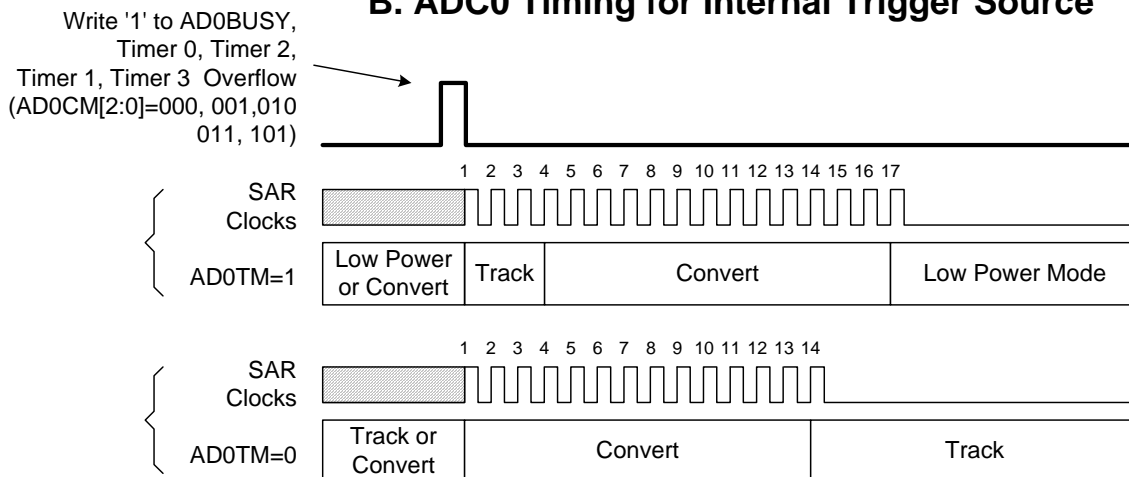 B. ADC0 Timing for Internal Trigger Source
Write '1' to AD0BUSY,
Timer 0, Timer 2,
Timer 1, Timer 3 Overflow
(AD0CM[2:0]=000, 001,010
011, 101)
1 2 3 4 5 6 7 8 9 10 11 12 13 14 15 16 17
SAR
Clocks
AD0TM=1
Low Power
or Convert
Track
Convert
Low Power Mode
1 2 3 4 5 6 7 8 9 10 11 12 13 14
SAR
Clocks
AD0TM=0
Track or
Convert
Convert
Track